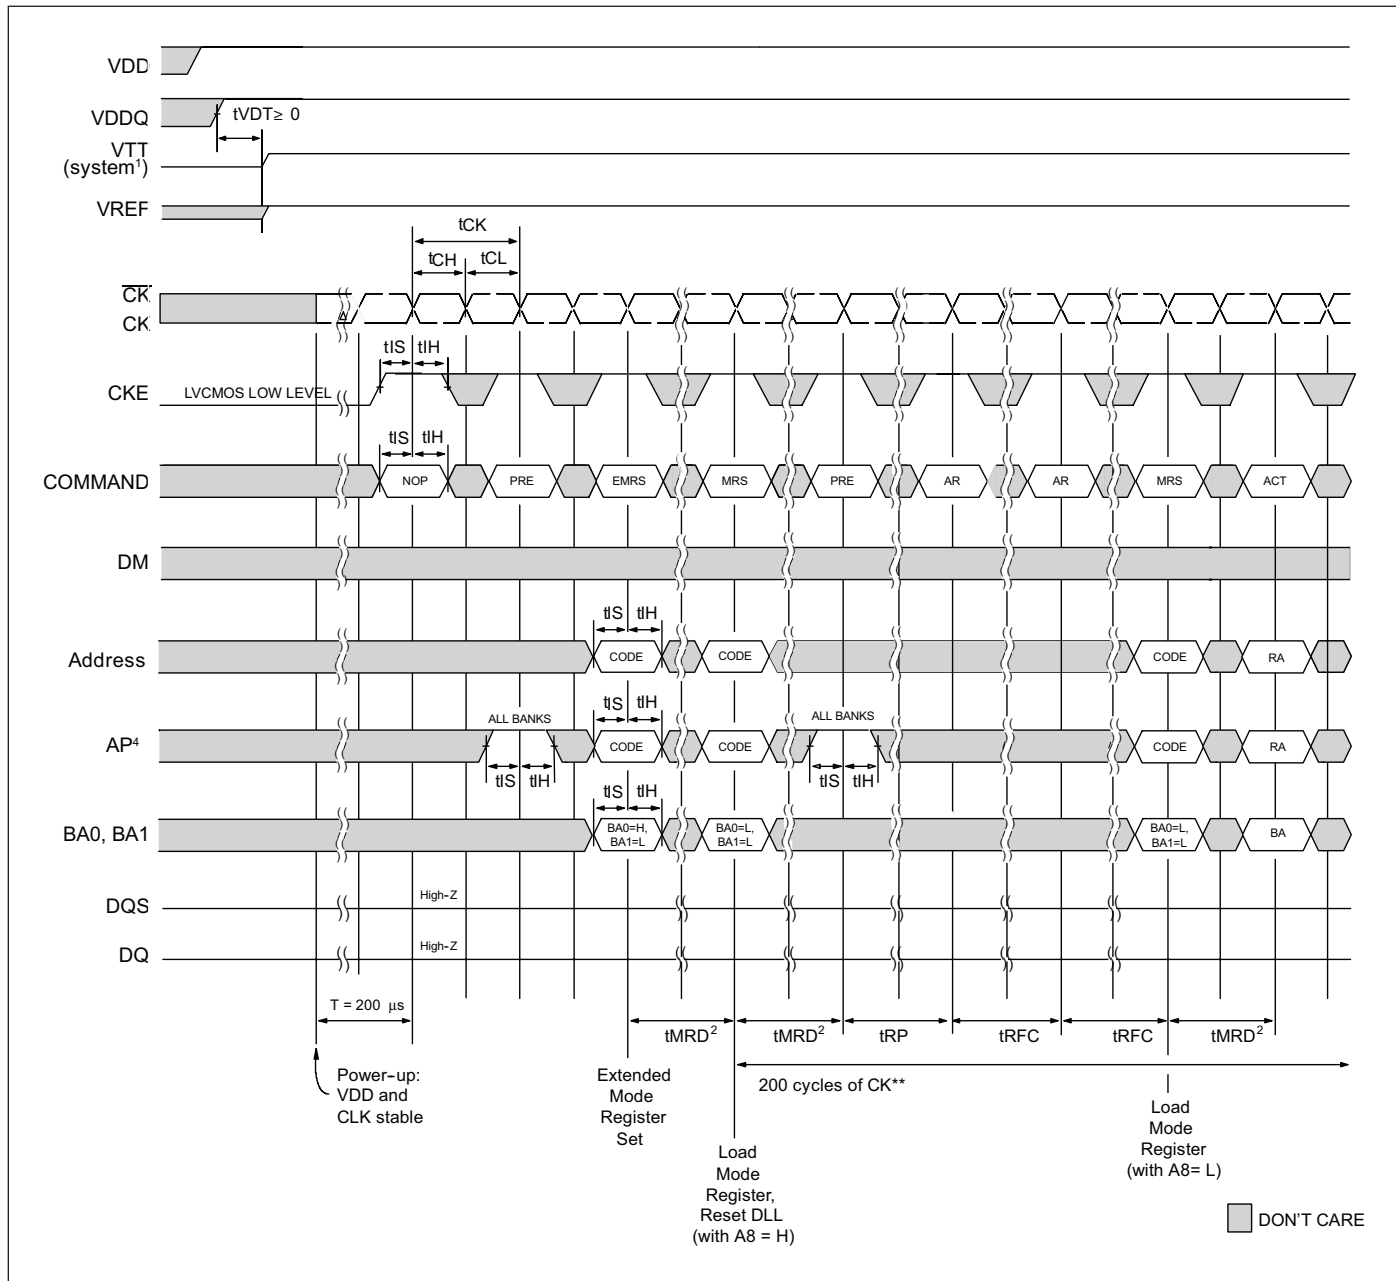 VDD
VDDQ
tVDT≥ 0
VTT
(system¹)
VREF
tCK
tCH
tCL
CK
CK
tIS
tIH
CKE
LVCMOS LOW LEVEL
tIS
tIH
COMMAND
NOP
PRE
EMRS
MRS
PRE
AR
AR
MRS
ACT
DM
tIS
tIH
Address
CODE
CODE
CODE
RA
ALL BANKS
tIS
tIH
ALL BANKS
AP⁴
CODE
CODE
CODE
RA
tIS
tIH
tIS
tIH
tIS
tIH
BA0, BA1
BA0=H,
BA1=L
BA0=L,
BA1=L
BA0=L,
BA1=L
BA
DQS
High-Z
DQ
High-Z
T = 200 µs
tMRD²
tMRD²
tRP
tRFC
tRFC
tMRD²
Power-up:
VDD and
CLK stable
Extended
Mode
Register
Set
200 cycles of CK**
Load
Mode
Register,
Reset DLL
(with A8 = H)
Load
Mode
Register
(with A8= L)
DON'T CARE